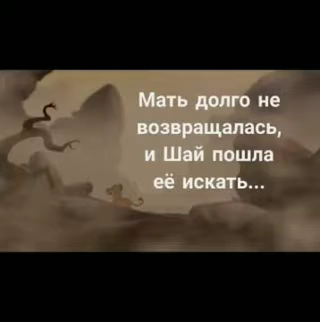 Мать долго не
возвращалась,
и Шай пошла
её искать...